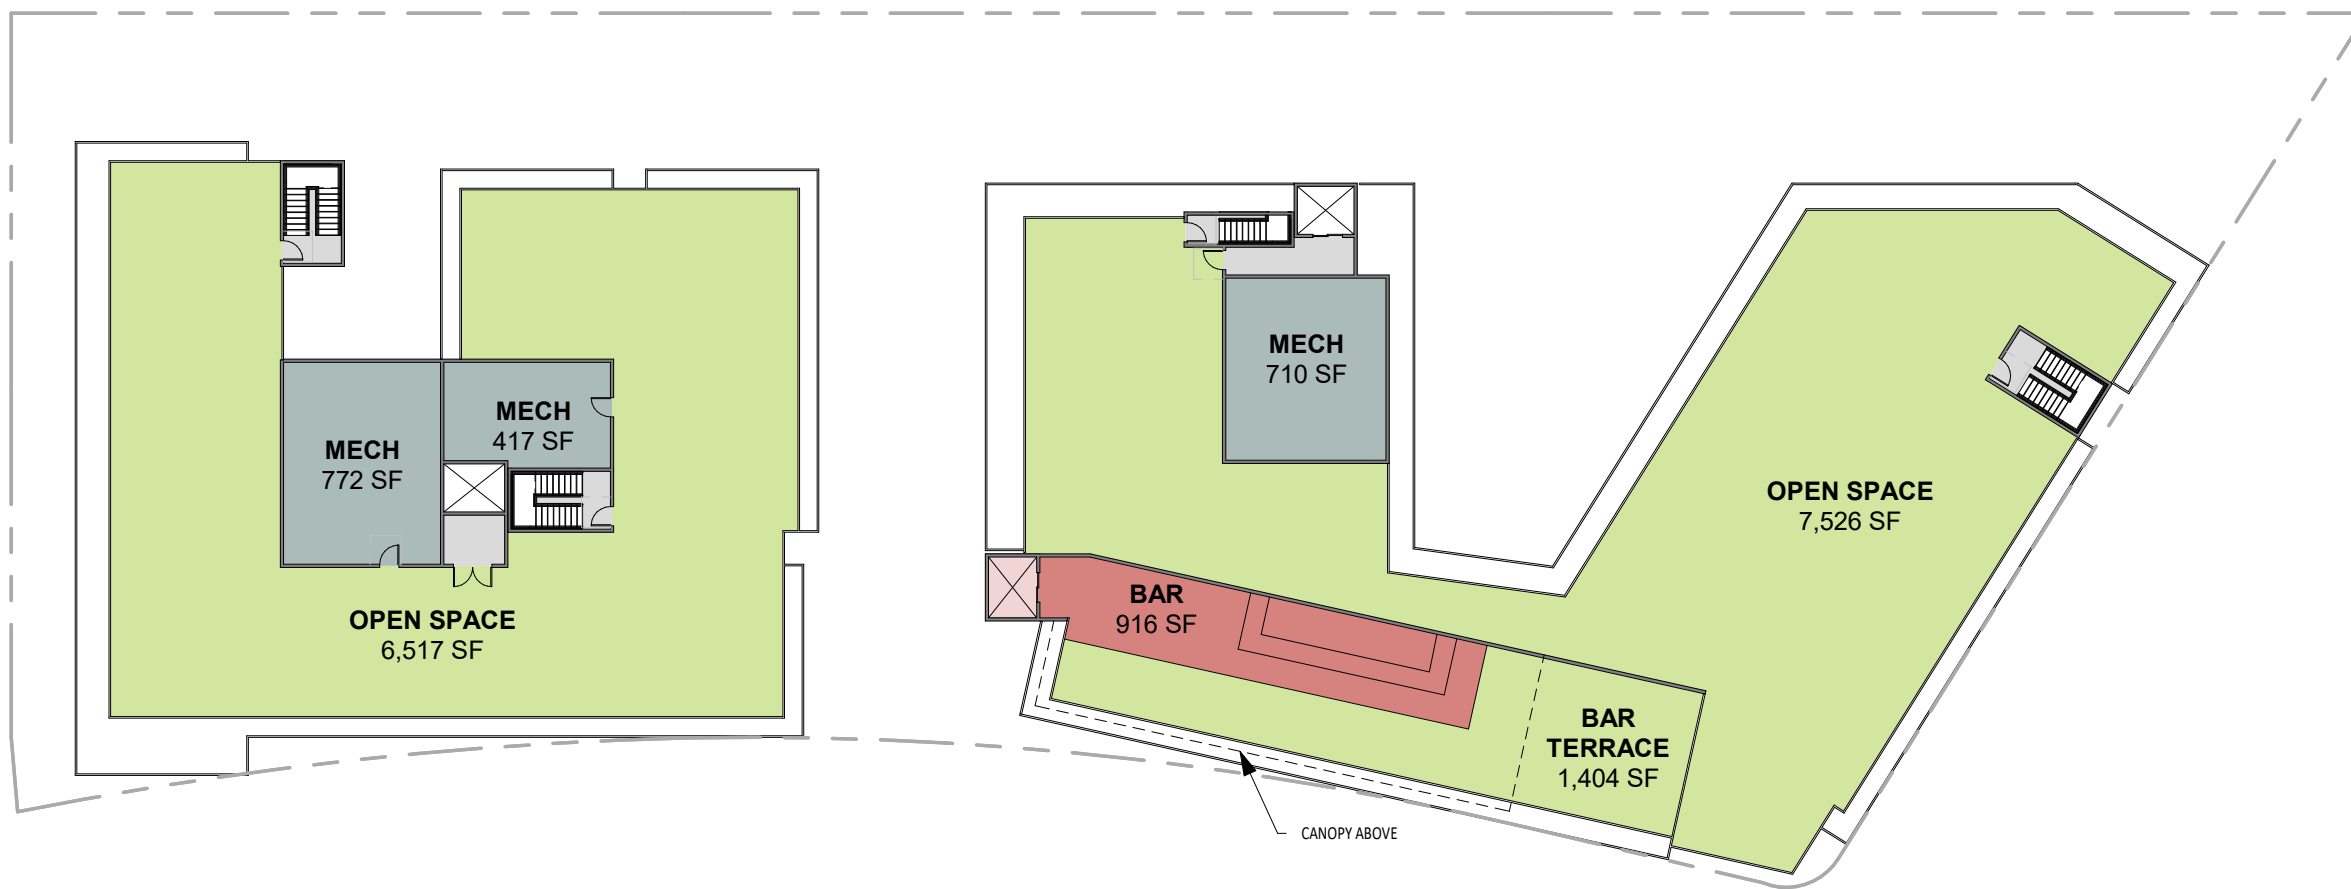 MECH
772 SF
MECH
417 SF
OPEN SPACE
6,517 SF
MECH
710 SF
OPEN SPACE
7,526 SF
BAR
916 SF
BAR
TERRACE
1,404 SF
CANOPY ABOVE